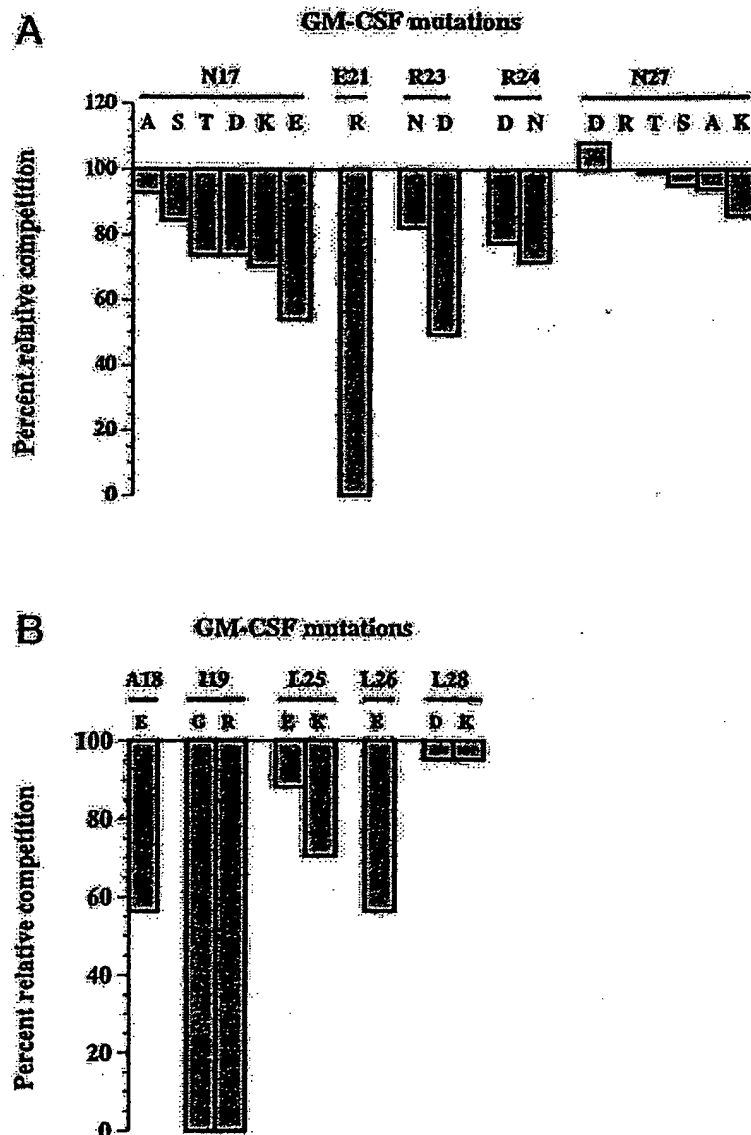 A
GM-CSF mutations
N17 E21 R23 R24 N27
A S T D K E R N D D N D R T S A K
120
100
80
60
40
20
0
Percent relative competition
B
GM-CSF mutations
A18 I19 L25 L26 L28
E G R E K E D K
100
80
60
40
20
0
Percent relative competition